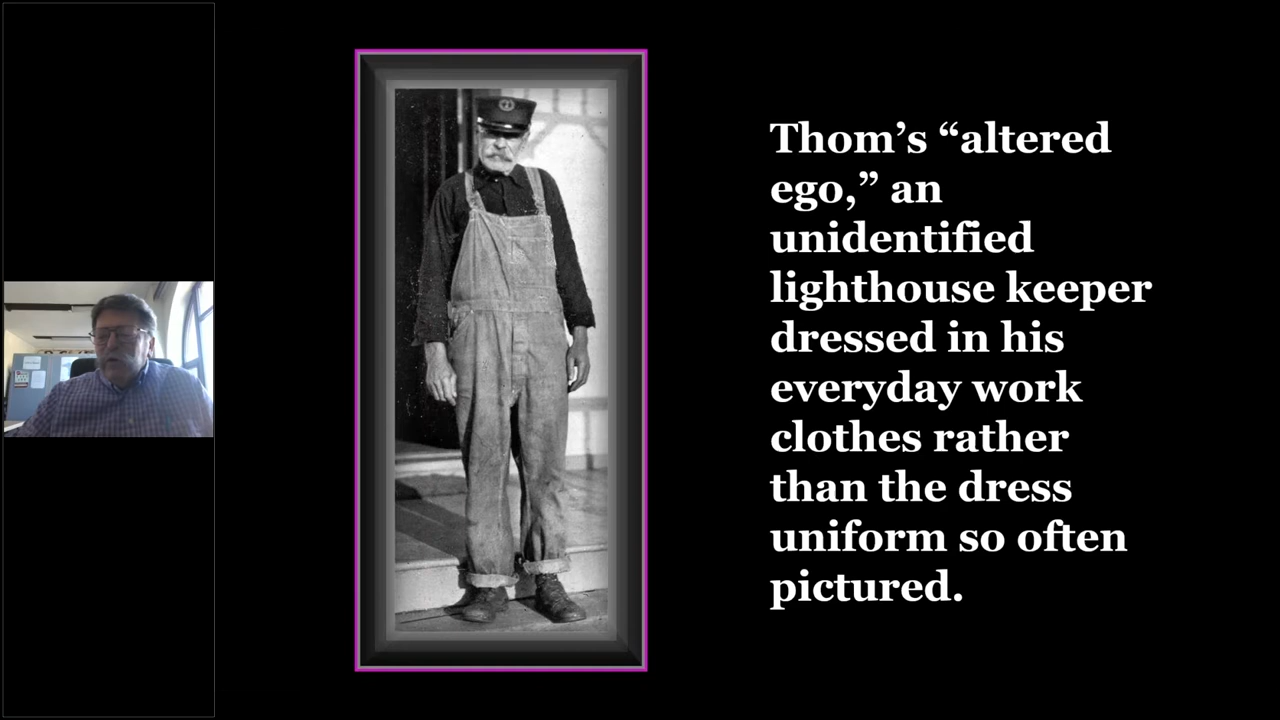 Thom’s “altered
ego,” an
unidentified
lighthouse keeper
dressed in his
everyday work
clothes rather
than the dress
uniform so often
pictured.